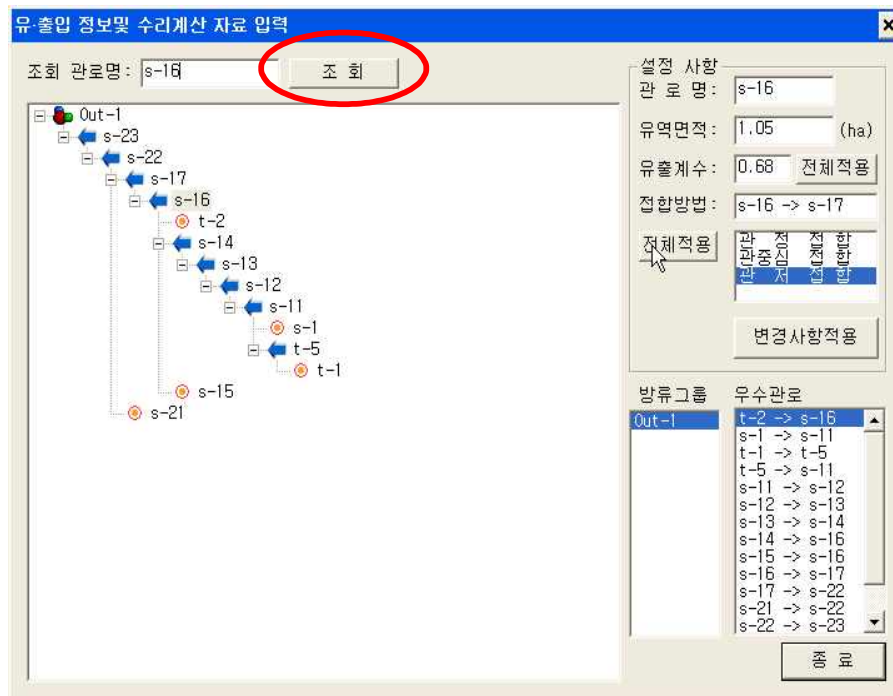 유·출입 정보및 수리계산 자료 입력
조회 관로명: s-16
조 회
Out-1
s-23
s-22
s-17
s-16
t-2
s-14
s-13
s-12
s-11
s-1
t-5
t-1
s-15
s-21
설정 사항
관 로 명: s-16
유역면적: 1.05 (ha)
유출계수: 0.68 전체적용
접합방법: s-16 -> s-17
전체적용
관 정 접 합
관중심 접 합
관 저 접 합
변경사항적용
방류그룹
Out-1
우수관로
t-2 -> s-16
s-1 -> s-11
t-1 -> t-5
t-5 -> s-11
s-11 -> s-12
s-12 -> s-13
s-13 -> s-14
s-14 -> s-16
s-15 -> s-16
s-16 -> s-17
s-17 -> s-22
s-21 -> s-22
s-22 -> s-23
종 료